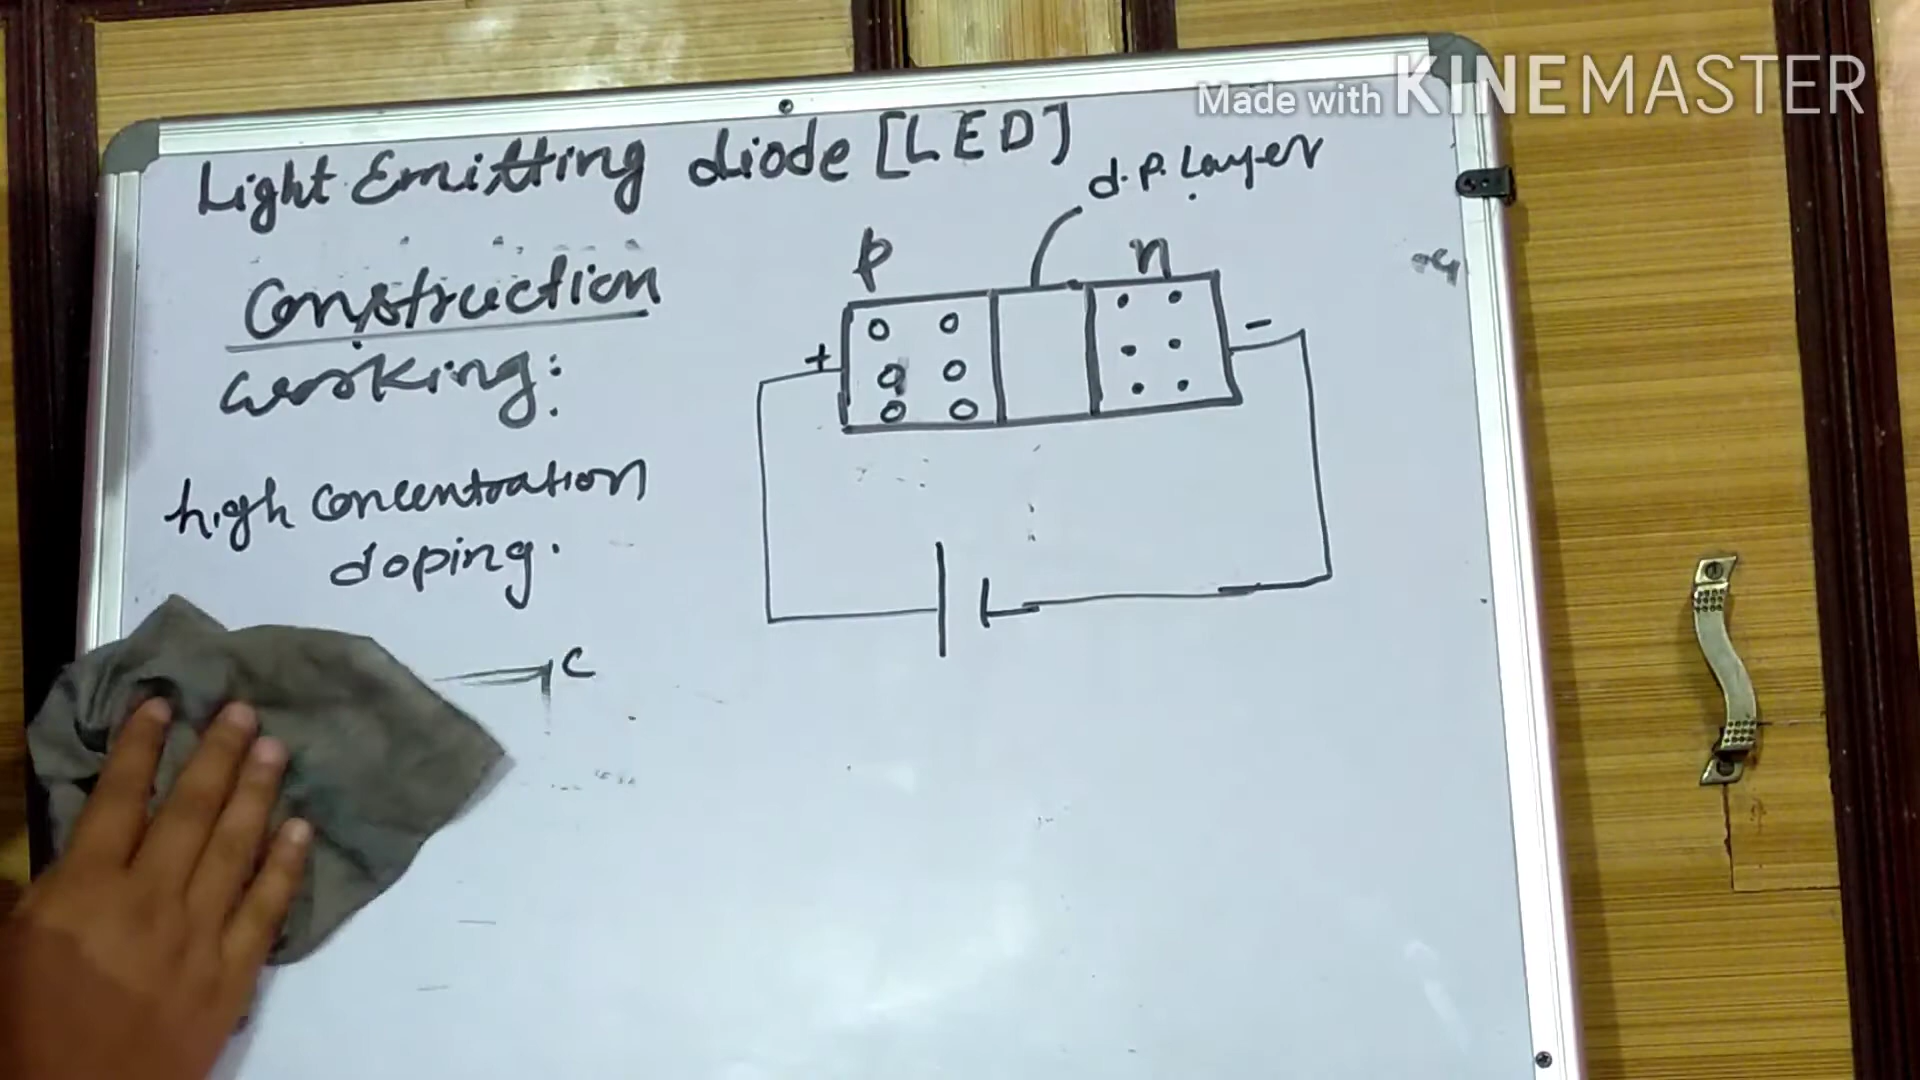 Made with KINEMASTER
Light Emitting diode [LED]
d.p. Layer
p
n
Construction
working:
+
-
high concentration
doping.
c